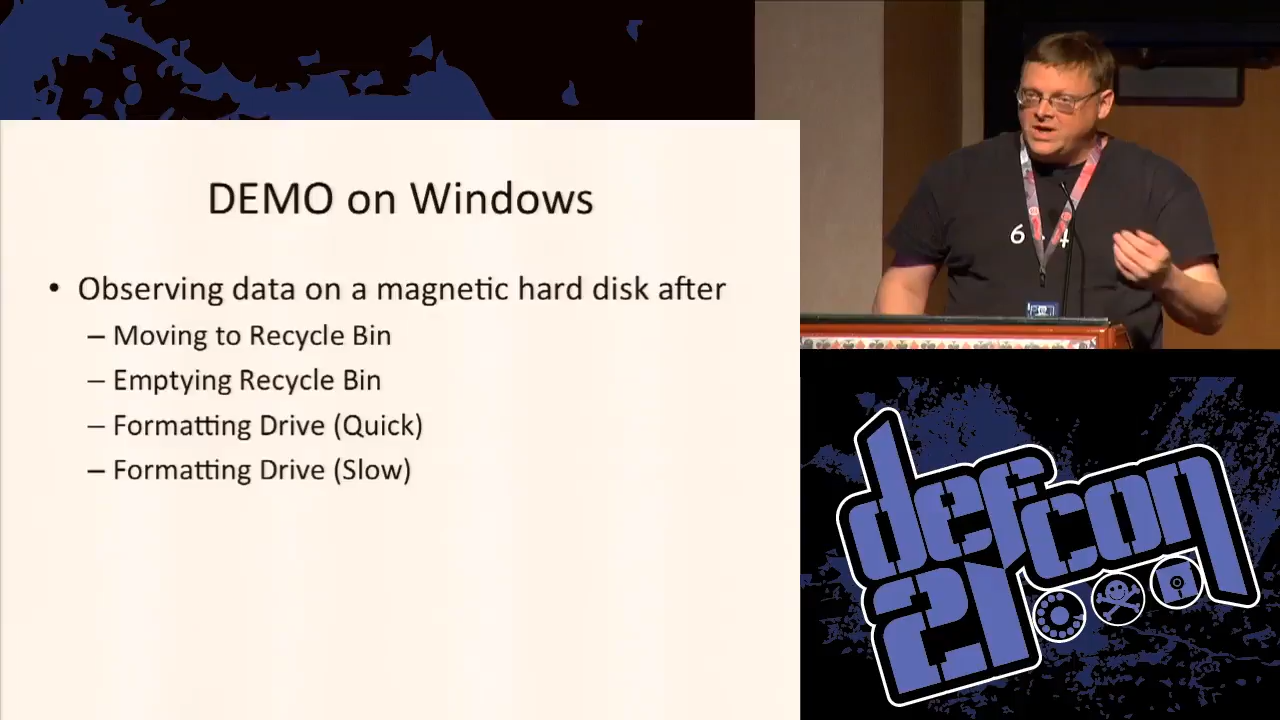 DEMO on Windows
• Observing data on a magnetic hard disk after
– Moving to Recycle Bin
– Emptying Recycle Bin
– Formatting Drive (Quick)
– Formatting Drive (Slow)
defcon
21